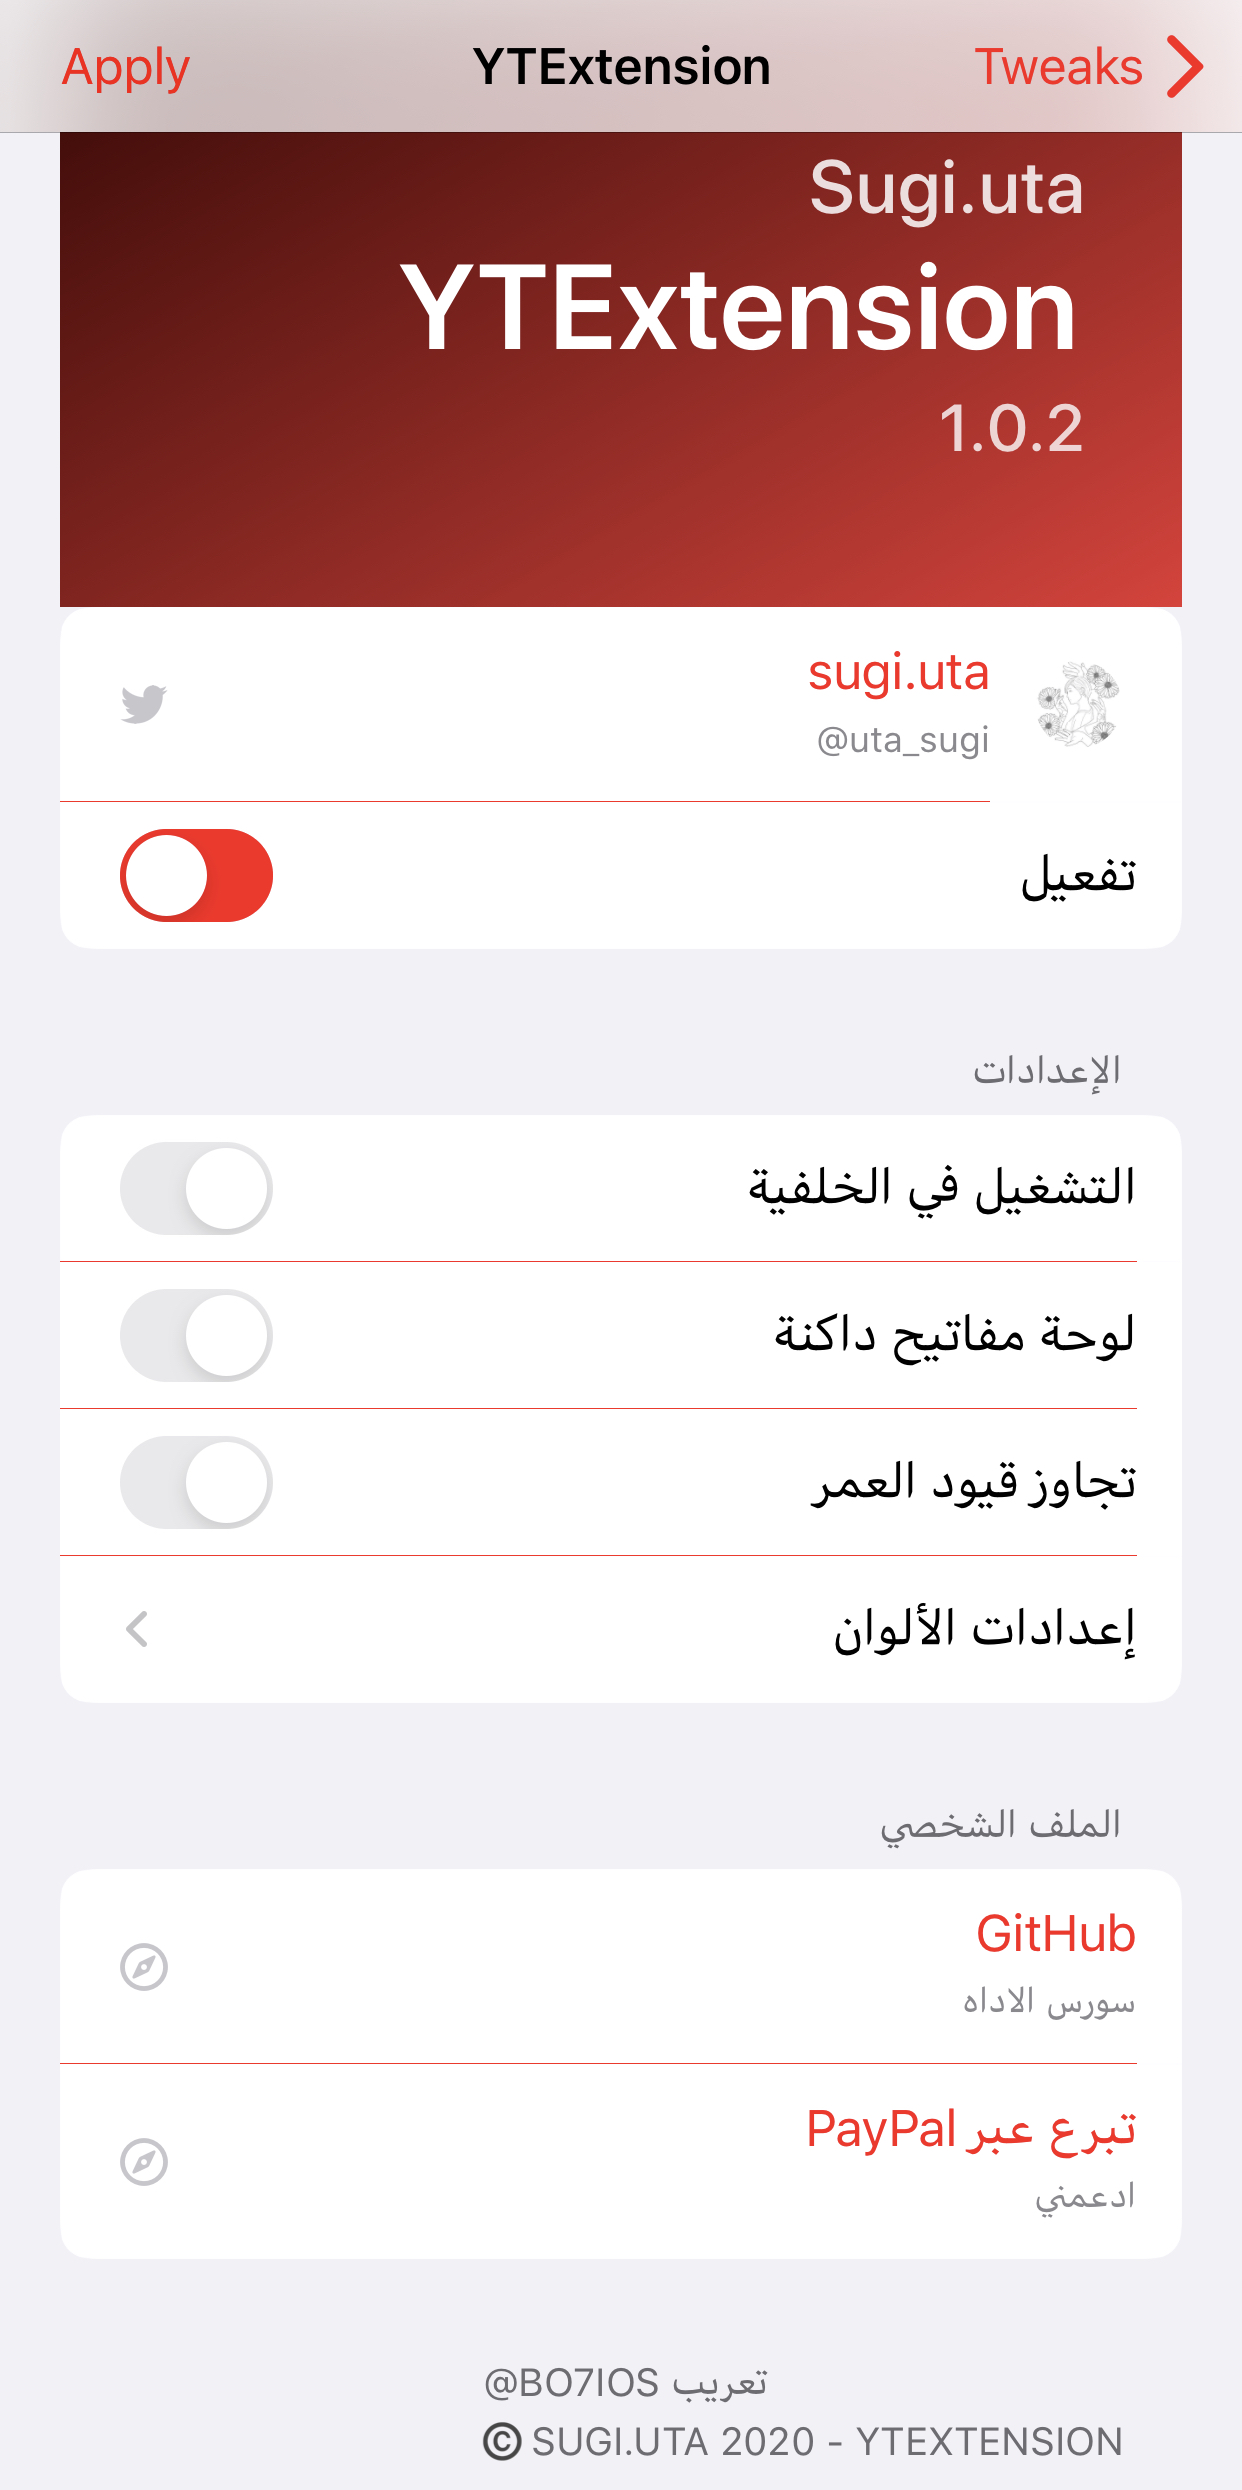 Apply
YTExtension
Tweaks
Sugi.uta
YTExtension
1.0.2
sugi.uta
@uta_sugi
تفعيل
الإعدادات
التشغيل في الخلفية
لوحة مفاتيح داكنة
تجاوز قيود العمر
إعدادات الألوان
الملف الشخصي
GitHub
سورس الاداه
تبرع عبر PayPal
ادعمني
تعريب @BO7IOS
© SUGI.UTA 2020 - YTEXTENSION